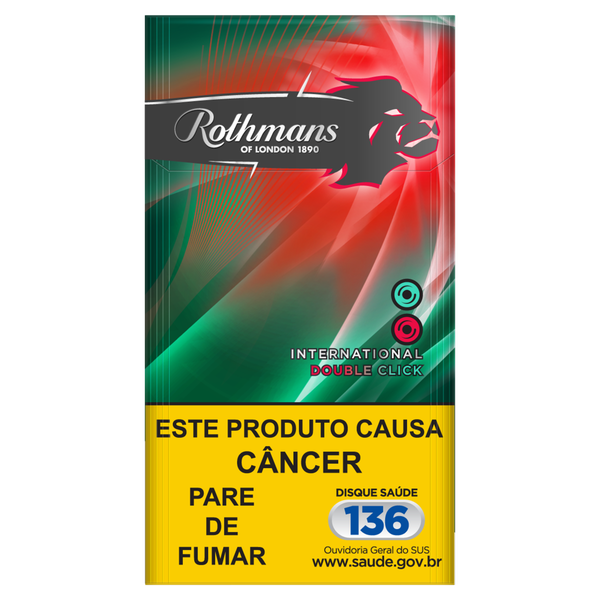 Rothmans
OF LONDON 1890
INTERNATIONAL
DOUBLE CLICK
ESTE PRODUTO CAUSA
CÂNCER
PARE
DE
FUMAR
DISQUE SAÚDE
136
Ouvidoria Geral do SUS
www.saude.gov.br